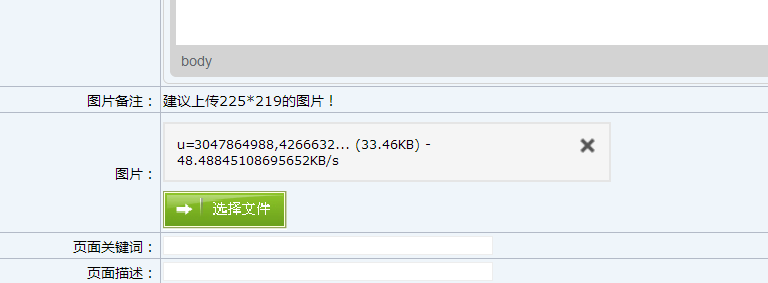 body
图片备注： 建议上传225*219的图片！
u=3047864988,4266632... (33.46KB) -
48.48845108695652KB/s
图片：
选择文件
页面关键词：
页面描述：